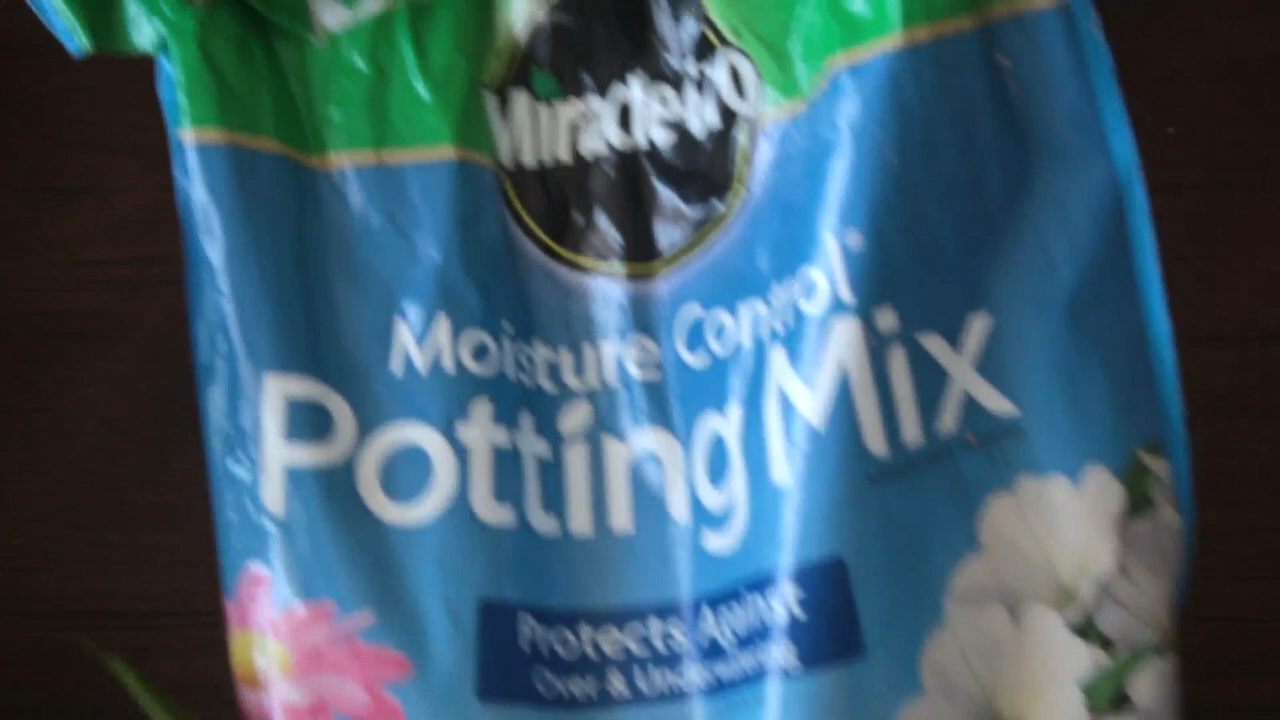 Miracle-Gro
Moisture Control
Potting Mix
Protects Against
Over & Underwatering